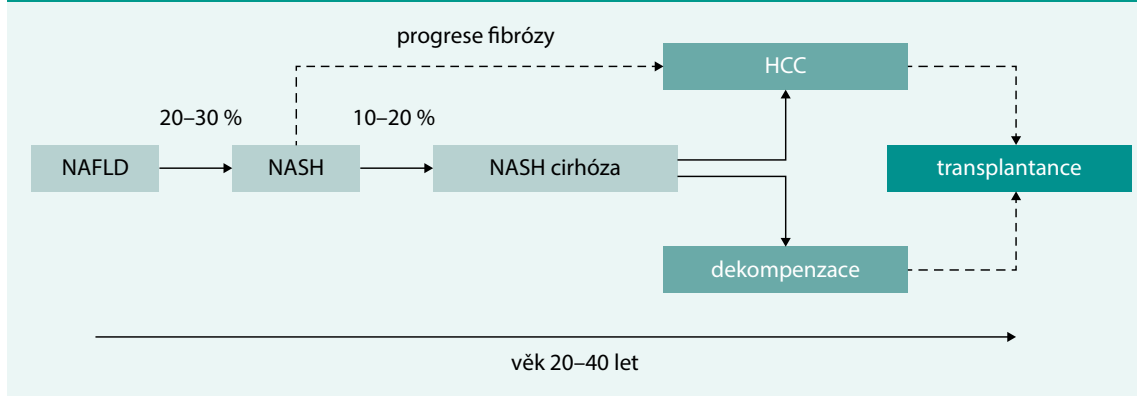 progrese fibrózy
HCC
20–30 %
10–20 %
NAFLD
NASH
NASH cirhóza
transplantance
dekompenzace
věk 20–40 let